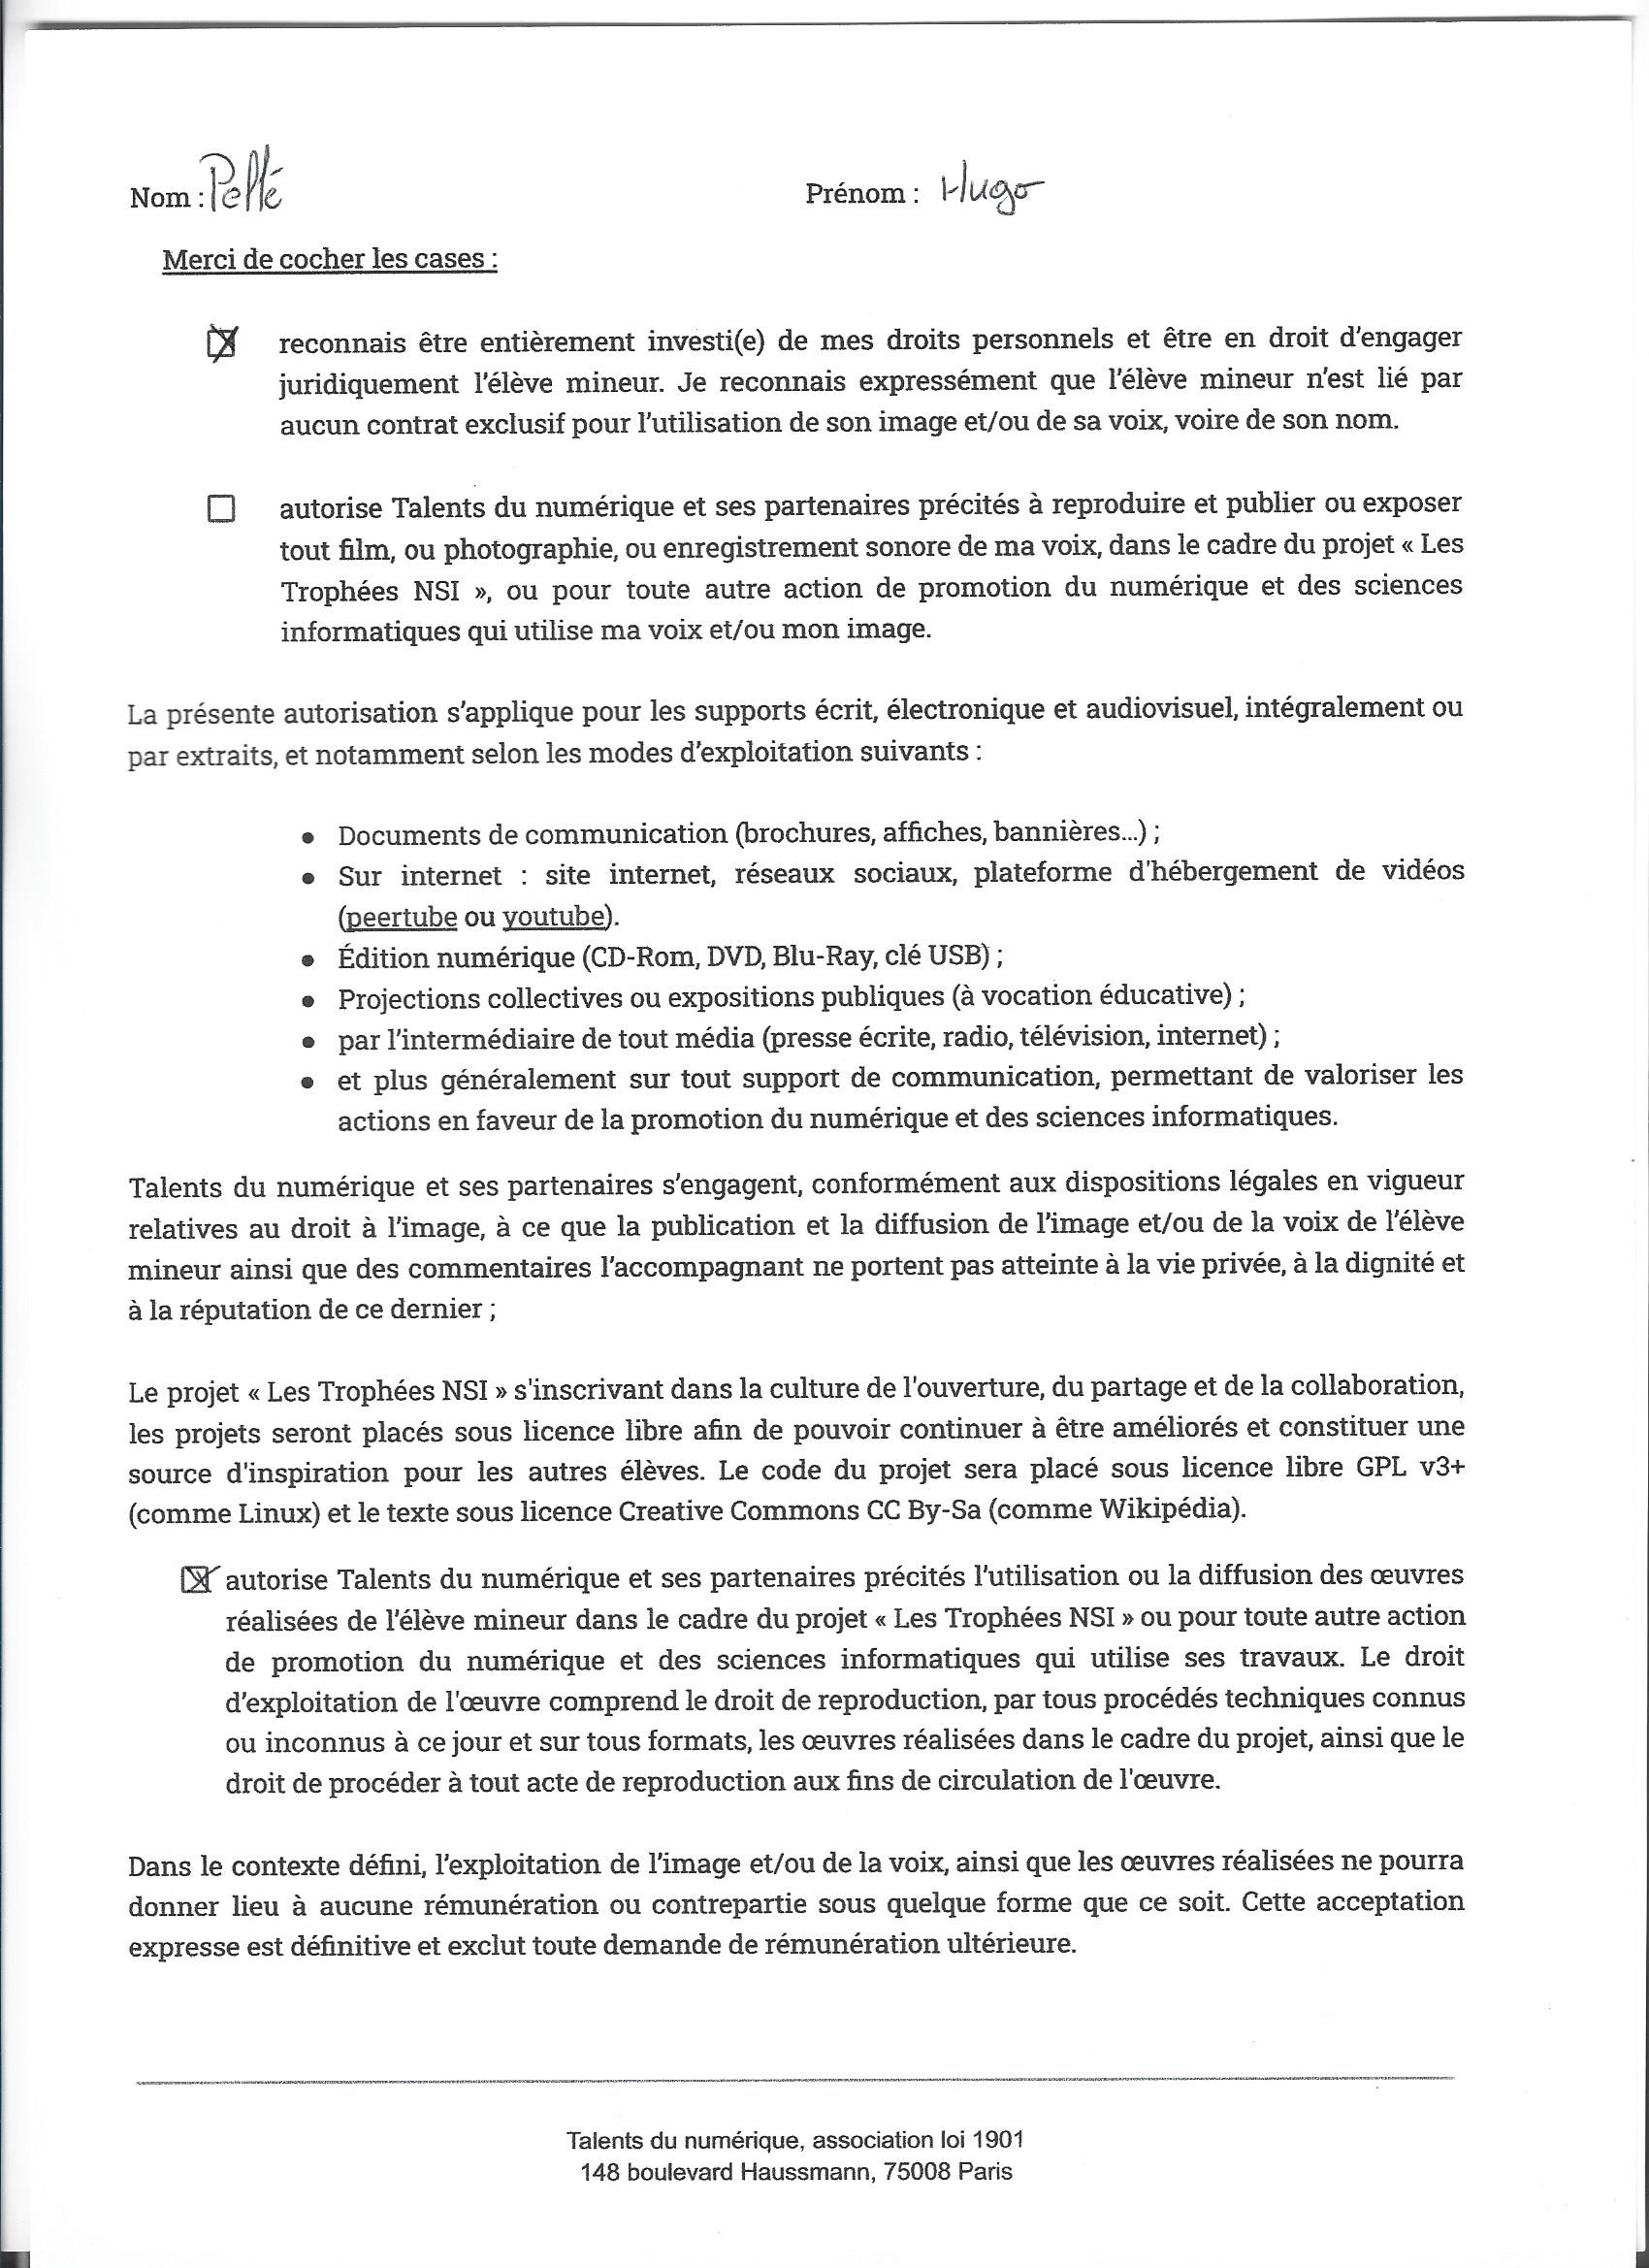 Nom : Pellé Prénom : Hugo
Merci de cocher les cases :
reconnais être entièrement investi(e) de mes droits personnels et être en droit d'engager
juridiquement l'élève mineur. Je reconnais expressément que l'élève mineur n'est lié par
aucun contrat exclusif pour l'utilisation de son image et/ou de sa voix, voire de son nom.
autorise Talents du numérique et ses partenaires précités à reproduire et publier ou exposer
tout film, ou photographie, ou enregistrement sonore de ma voix, dans le cadre du projet « Les
Trophées NSI », ou pour toute autre action de promotion du numérique et des sciences
informatiques qui utilise ma voix et/ou mon image.
La présente autorisation s'applique pour les supports écrit, électronique et audiovisuel, intégralement ou
par extraits, et notamment selon les modes d'exploitation suivants :
● Documents de communication (brochures, affiches, bannières…) ;
● Sur internet : site internet, réseaux sociaux, plateforme d'hébergement de vidéos
(peertube ou youtube).
● Édition numérique (CD-Rom, DVD, Blu-Ray, clé USB) ;
● Projections collectives ou expositions publiques (à vocation éducative) ;
● par l'intermédiaire de tout média (presse écrite, radio, télévision, internet) ;
● et plus généralement sur tout support de communication, permettant de valoriser les
actions en faveur de la promotion du numérique et des sciences informatiques.
Talents du numérique et ses partenaires s'engagent, conformément aux dispositions légales en vigueur
relatives au droit à l'image, à ce que la publication et la diffusion de l'image et/ou de la voix de l'élève
mineur ainsi que des commentaires l'accompagnant ne portent pas atteinte à la vie privée, à la dignité et
à la réputation de ce dernier ;
Le projet « Les Trophées NSI » s'inscrivant dans la culture de l'ouverture, du partage et de la collaboration,
les projets seront placés sous licence libre afin de pouvoir continuer à être améliorés et constituer une
source d'inspiration pour les autres élèves. Le code du projet sera placé sous licence libre GPL v3+
(comme Linux) et le texte sous licence Creative Commons CC By-Sa (comme Wikipédia).
autorise Talents du numérique et ses partenaires précités l'utilisation ou la diffusion des œuvres
réalisées de l'élève mineur dans le cadre du projet « Les Trophées NSI » ou pour toute autre action
de promotion du numérique et des sciences informatiques qui utilise ses travaux. Le droit
d'exploitation de l'œuvre comprend le droit de reproduction, par tous procédés techniques connus
ou inconnus à ce jour et sur tous formats, les œuvres réalisées dans le cadre du projet, ainsi que le
droit de procéder à tout acte de reproduction aux fins de circulation de l'œuvre.
Dans le contexte défini, l'exploitation de l'image et/ou de la voix, ainsi que les œuvres réalisées ne pourra
donner lieu à aucune rémunération ou contrepartie sous quelque forme que ce soit. Cette acceptation
expresse est définitive et exclut toute demande de rémunération ultérieure.
Talents du numérique, association loi 1901
148 boulevard Haussmann, 75008 Paris